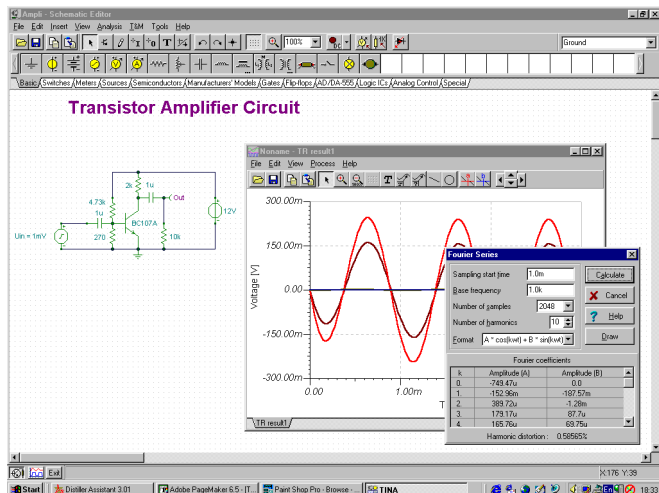 Ampli - Schematic Editor
File Edit Insert View Analysis T&M Tools Help
100%
Ground
Basic Switches Meters Sources Semiconductors Manufacturers' Models Gates Flip-flops AD/DA-555 Logic ICs Analog Control Special
Transistor Amplifier Circuit
2k
1u
4.73k
Out
1u
BC107A
12V
Uin = 1mV
270
10k
Noname - TR result1
File Edit View Process Help
300.00m
150.00m
0.00
-150.00m
-300.00m
Voltage [V]
0.00
1.00m
T
TR result1
Fourier Series
Sampling start time 1.0m Calculate
Base frequency 1.0k Cancel
Number of samples 2048 Help
Number of harmonics 10
Format A * cos(kwt) + B * sin(kwt) Draw
Fourier coefficients
k Amplitude (A) Amplitude (B)
0. -749.47u 0.0
1. -152.96m -187.57m
2. 389.72u -1.28m
3. 179.17u 87.7u
4. 165.76u 69.75u
Harmonic distortion : 0.58565%
Exit
X:176 Y:39
Start Distiller Assistant 3.01 Adobe PageMaker 6.5 - [T... Paint Shop Pro - Browse - ... TINA
En
18:33